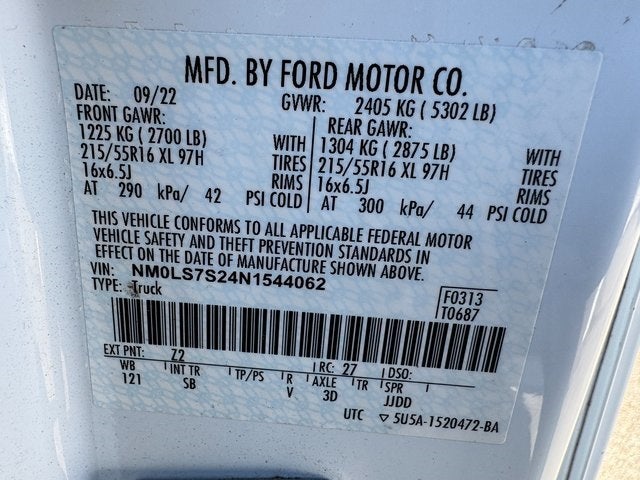 MFD. BY FORD MOTOR CO.
DATE: 09/22 GVWR: 2405 KG ( 5302 LB)
FRONT GAWR: REAR GAWR:
1225 KG ( 2700 LB) WITH 1304 KG ( 2875 LB) WITH
215/55R16 XL 97H TIRES 215/55R16 XL 97H TIRES
16x6.5J RIMS 16x6.5J RIMS
AT 290 kPa/ 42 PSI COLD AT 300 kPa/ 44 PSI COLD
THIS VEHICLE CONFORMS TO ALL APPLICABLE FEDERAL MOTOR
VEHICLE SAFETY AND THEFT PREVENTION STANDARDS IN
EFFECT ON THE DATE OF MANUFACTURE SHOWN ABOVE.
VIN: NM0LS7S24N1544062
TYPE: Truck
F0313
T0687
EXT PNT: Z2 RC: 27 DSO:
WB INT TR TP/PS R AXLE TR SPR
121 SB V 3D JJDD
UTC ▽ 5U5A-1520472-BA